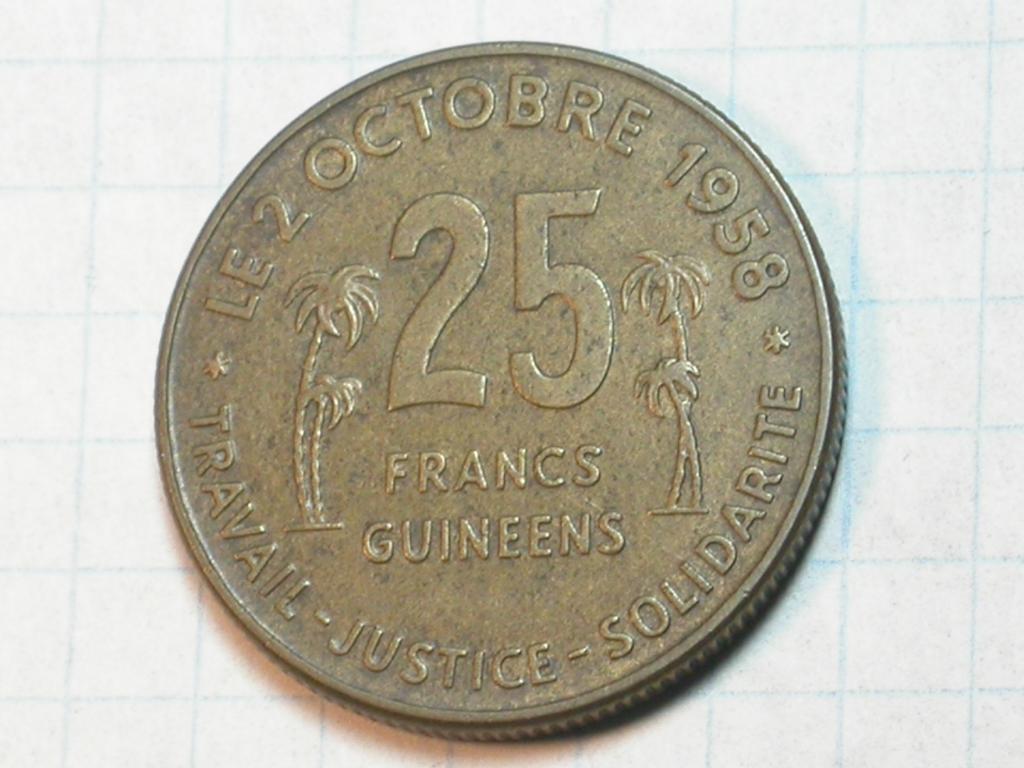 LE 2 OCTOBRE 1958
25
FRANCS
GUINEENS
* TRAVAIL - JUSTICE - SOLIDARITE *